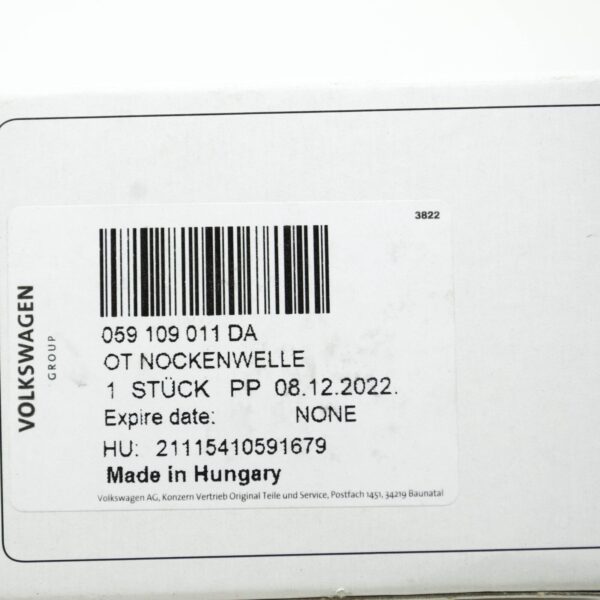 3822
VOLKSWAGEN
GROUP
059 109 011 DA
OT NOCKENWELLE
1 STÜCK PP 08.12.2022.
Expire date: NONE
HU: 21115410591679
Made in Hungary
Volkswagen AG, Konzern Vertrieb Original Teile und Service, Postfach 1451, 34219 Baunatal